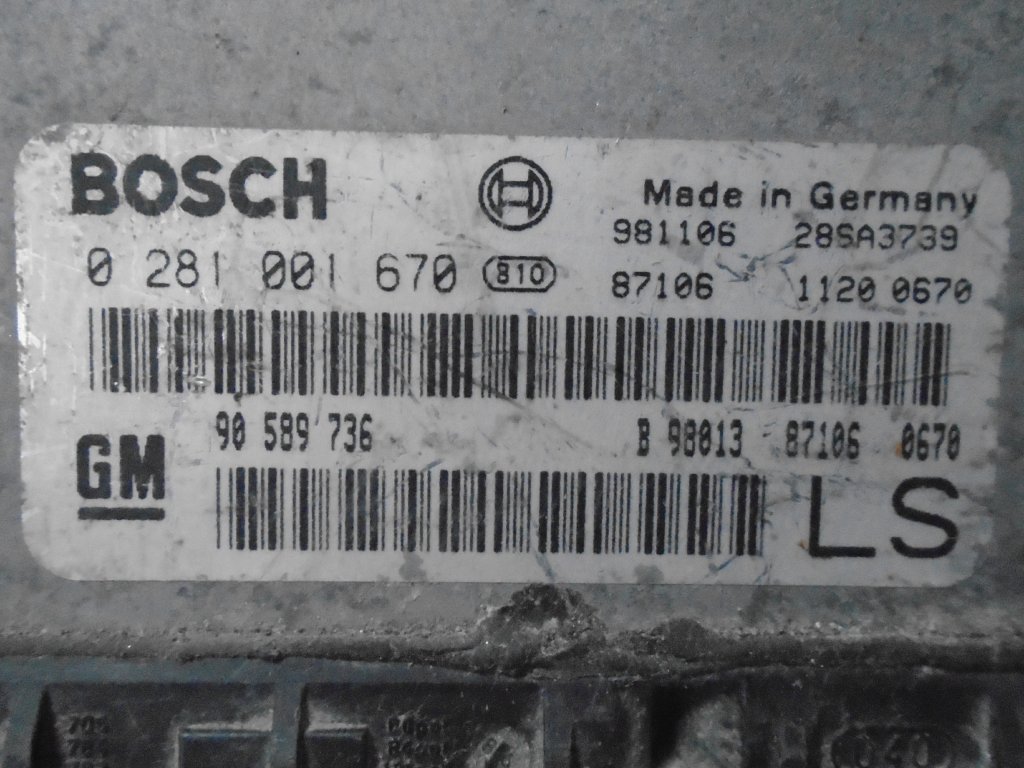 BOSCH
Made in Germany
981106 28SA3739
0 281 001 670 810
87106 1120 0670
90 589 736
B 98013 87106 0670
GM
LS
040